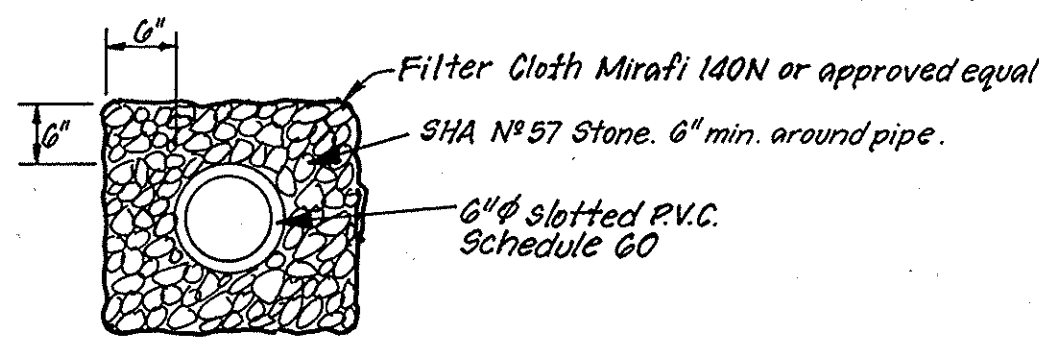 6"
Filter Cloth Mirafi 140N or approved equal
6"
SHA Nº 57 Stone. 6" min. around pipe.
6"ϕ Slotted P.V.C.
Schedule 60